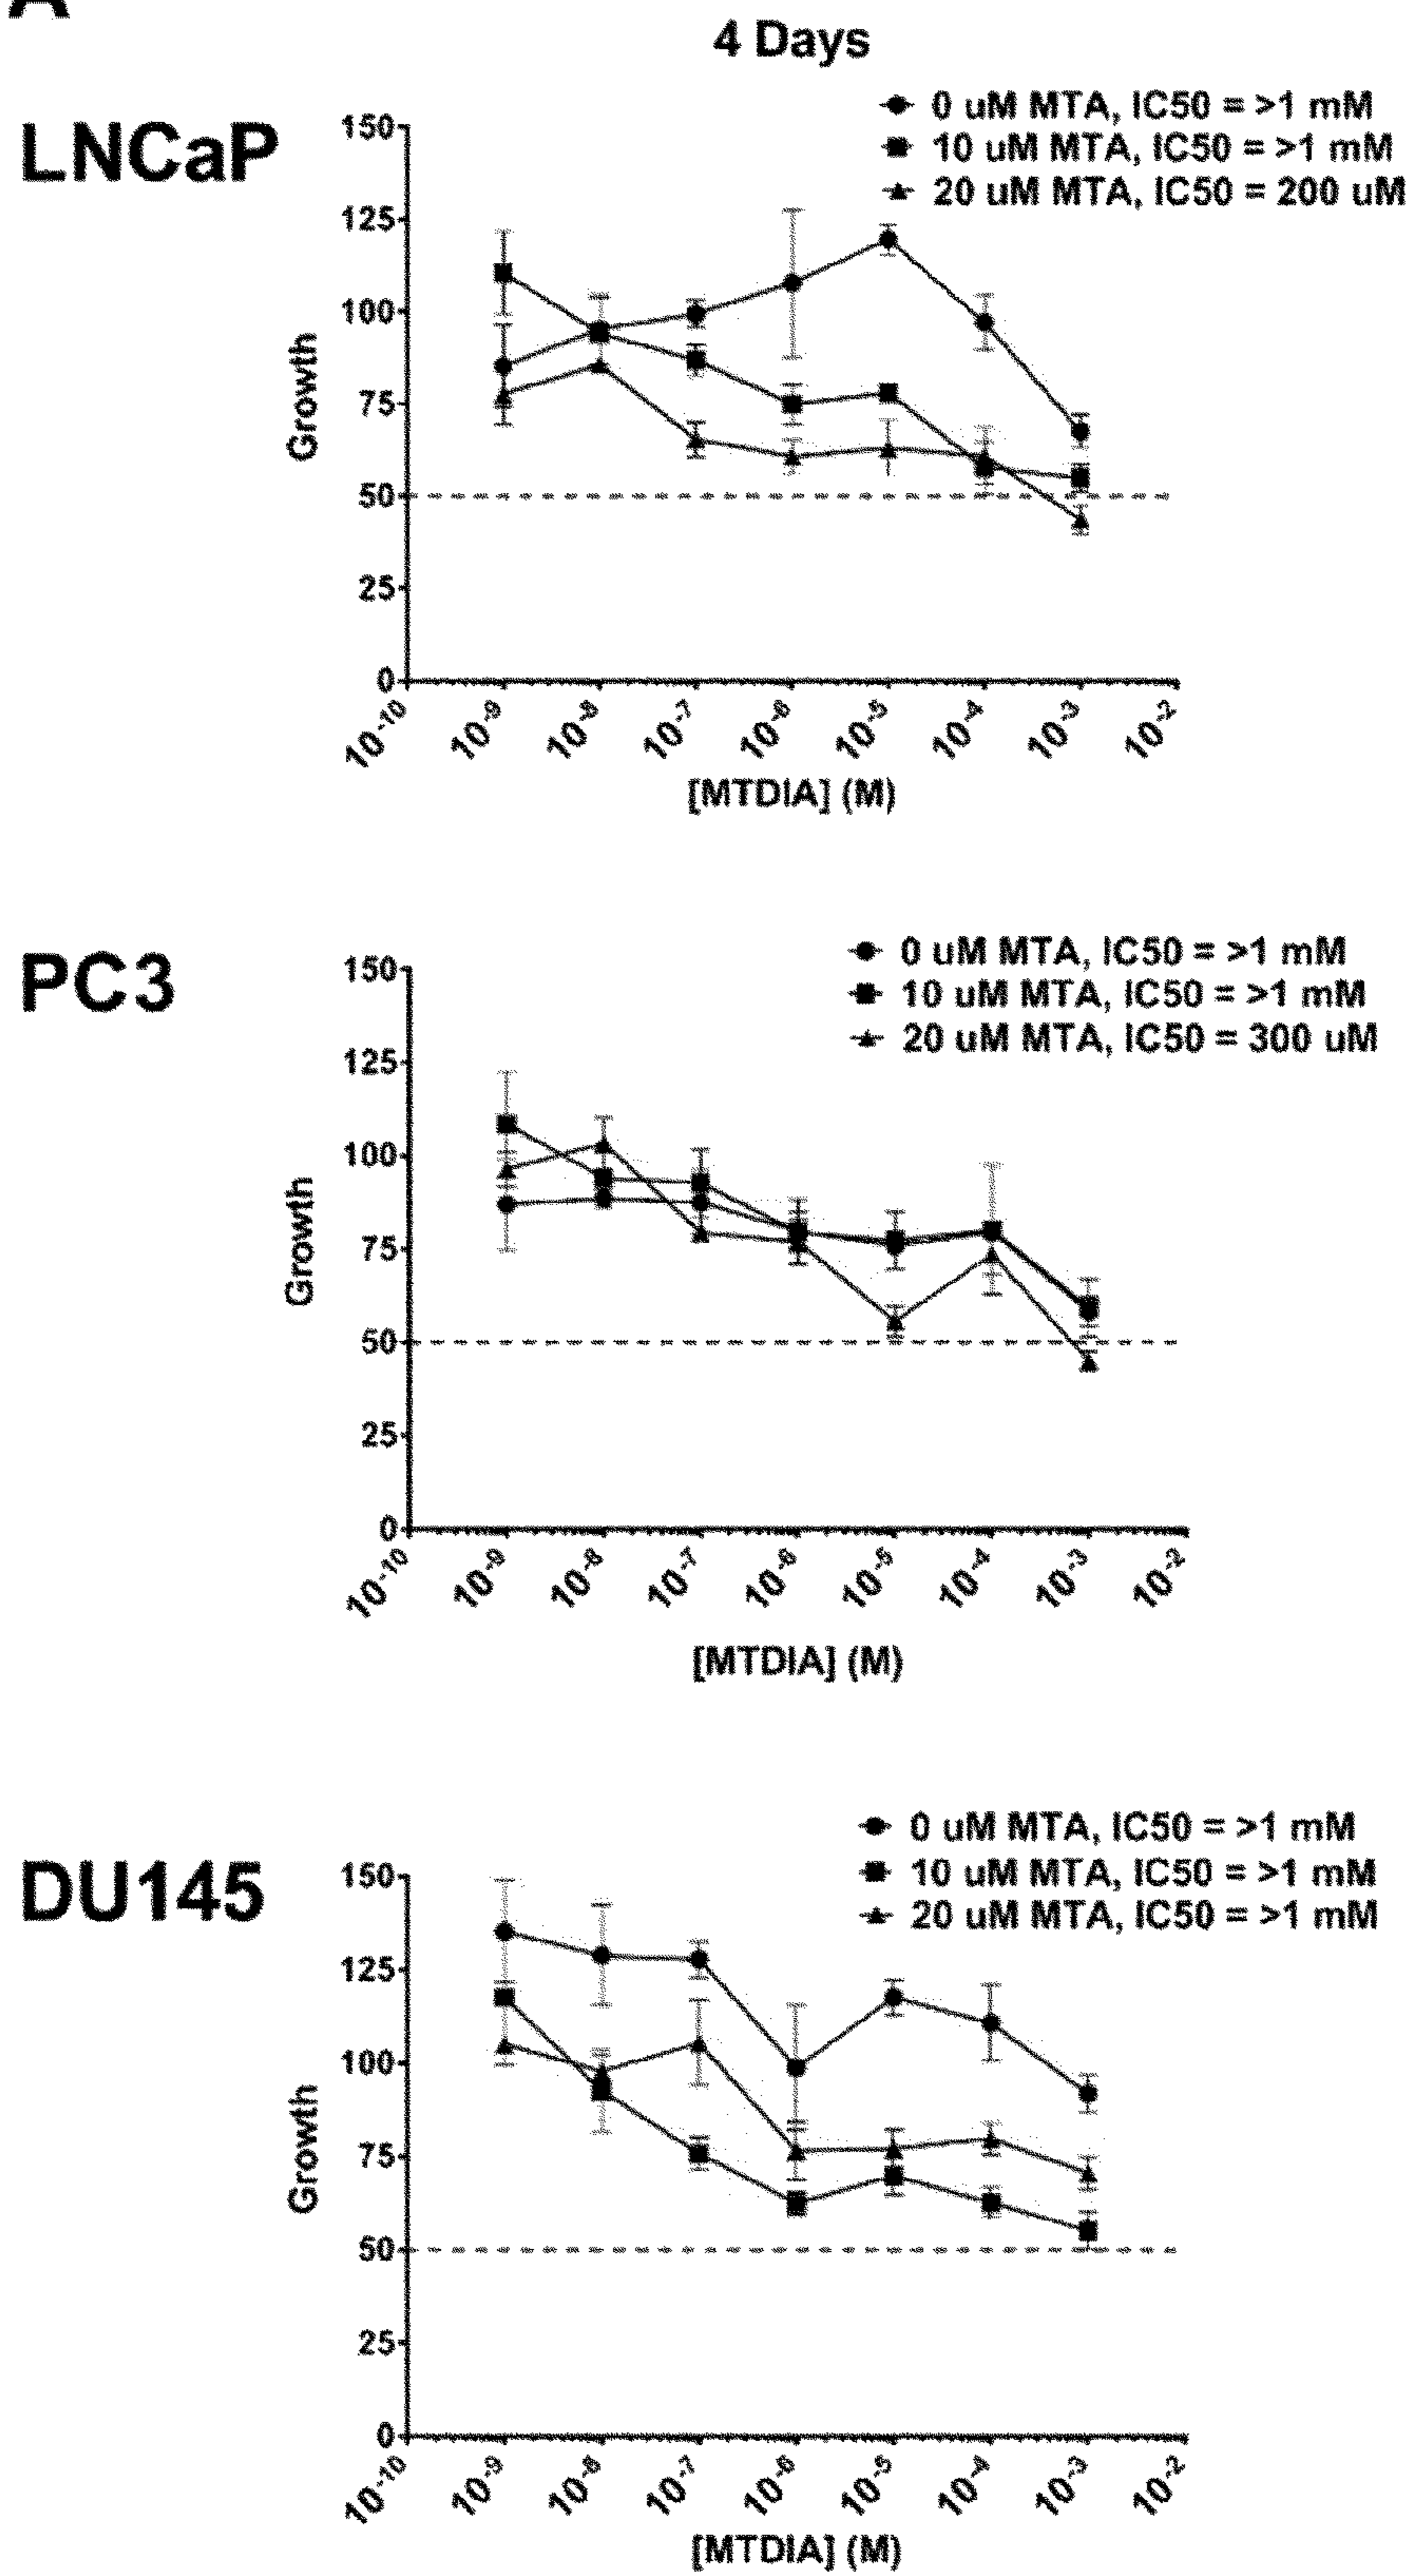 A
4 Days
LNCaP
0 uM MTA, IC50 = >1 mM
10 uM MTA, IC50 = >1 mM
20 uM MTA, IC50 = 200 uM
150
125
100
75
50
25
0
Growth
10⁻¹⁰ 10⁻⁹ 10⁻⁸ 10⁻⁷ 10⁻⁶ 10⁻⁵ 10⁻⁴ 10⁻³ 10⁻²
[MTDIA] (M)
PC3
0 uM MTA, IC50 = >1 mM
10 uM MTA, IC50 = >1 mM
20 uM MTA, IC50 = 300 uM
150
125
100
75
50
25
0
Growth
10⁻¹⁰ 10⁻⁹ 10⁻⁸ 10⁻⁷ 10⁻⁶ 10⁻⁵ 10⁻⁴ 10⁻³ 10⁻²
[MTDIA] (M)
DU145
0 uM MTA, IC50 = >1 mM
10 uM MTA, IC50 = >1 mM
20 uM MTA, IC50 = >1 mM
150
125
100
75
50
25
0
Growth
10⁻¹⁰ 10⁻⁹ 10⁻⁸ 10⁻⁷ 10⁻⁶ 10⁻⁵ 10⁻⁴ 10⁻³ 10⁻²
[MTDIA] (M)